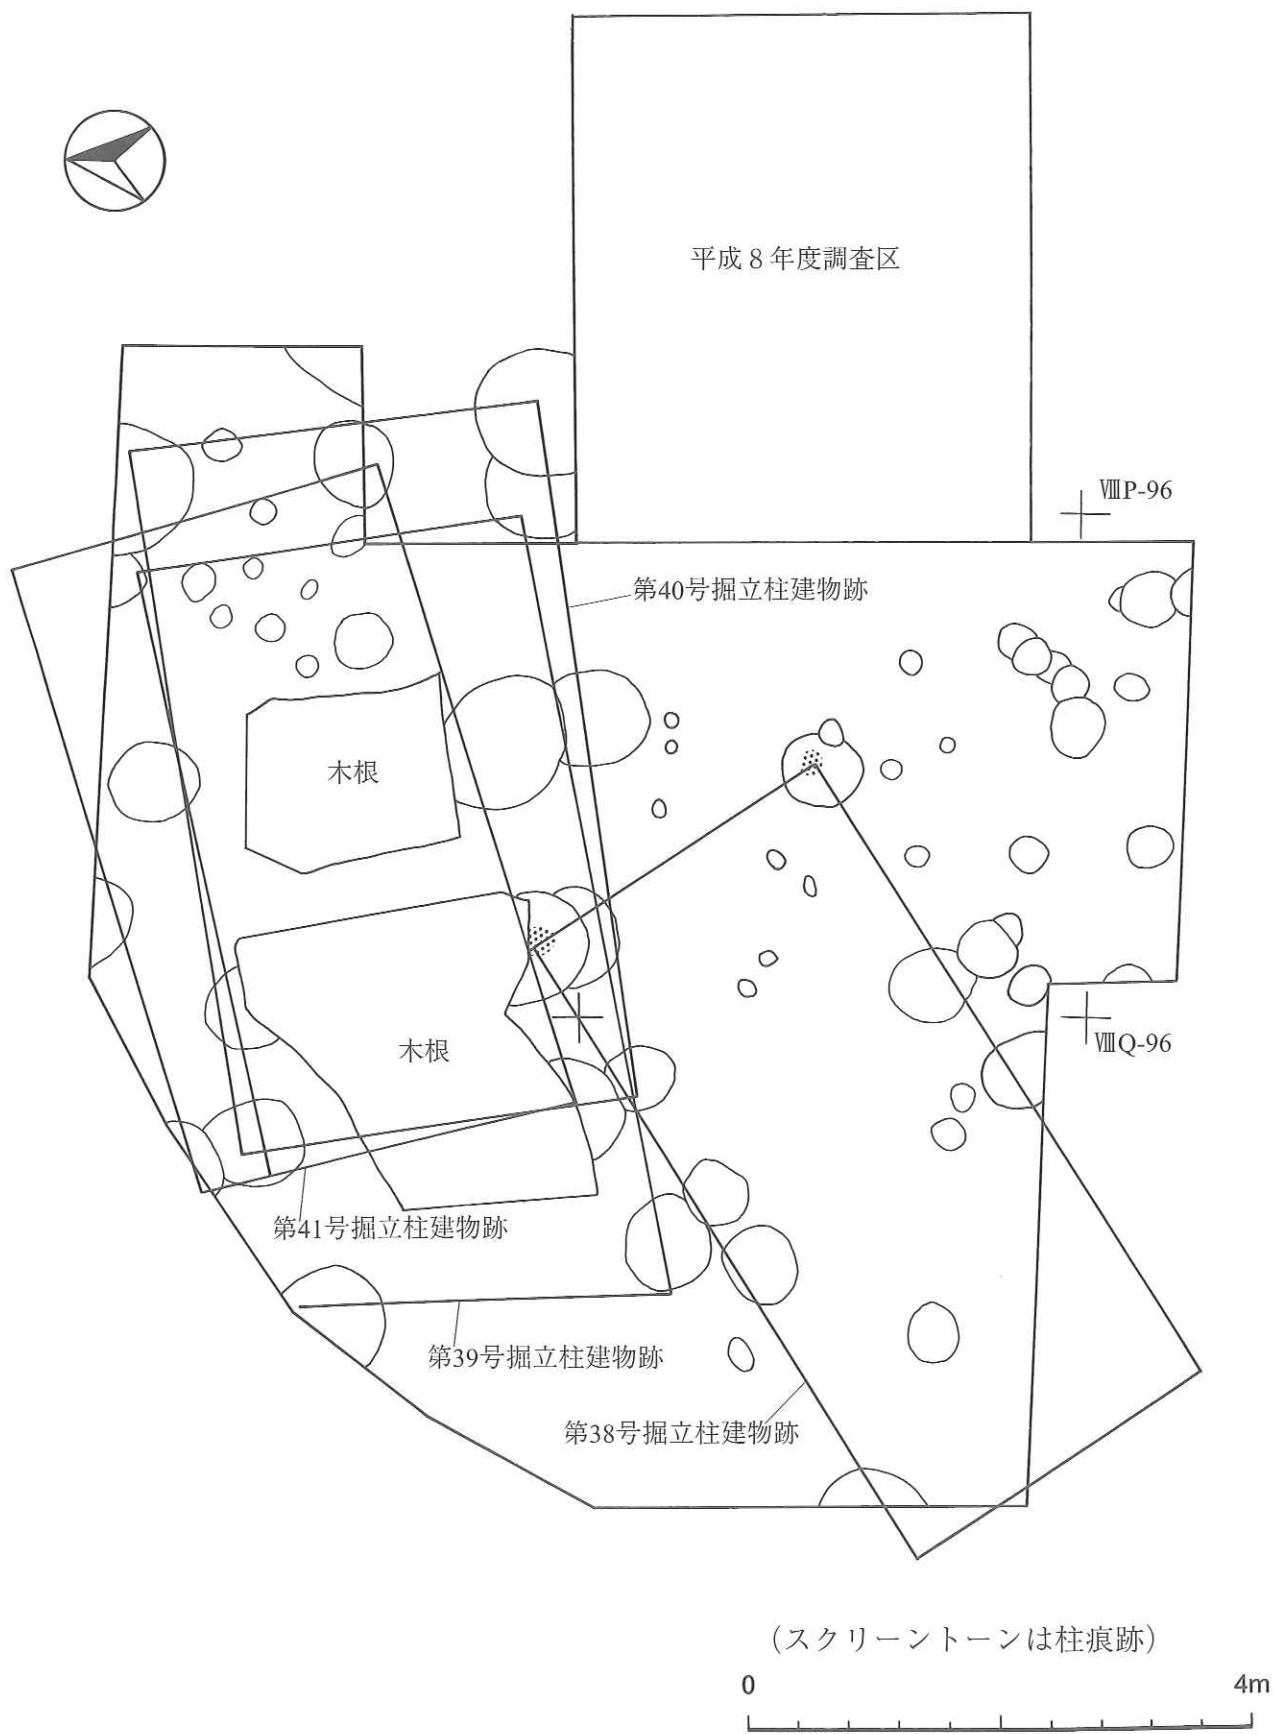 平成８年度調査区
ⅧP-96
第40号掘立柱建物跡
木根
木根
ⅧQ-96
第41号掘立柱建物跡
第39号掘立柱建物跡
第38号掘立柱建物跡
（スクリーントーンは柱痕跡）
0 4m